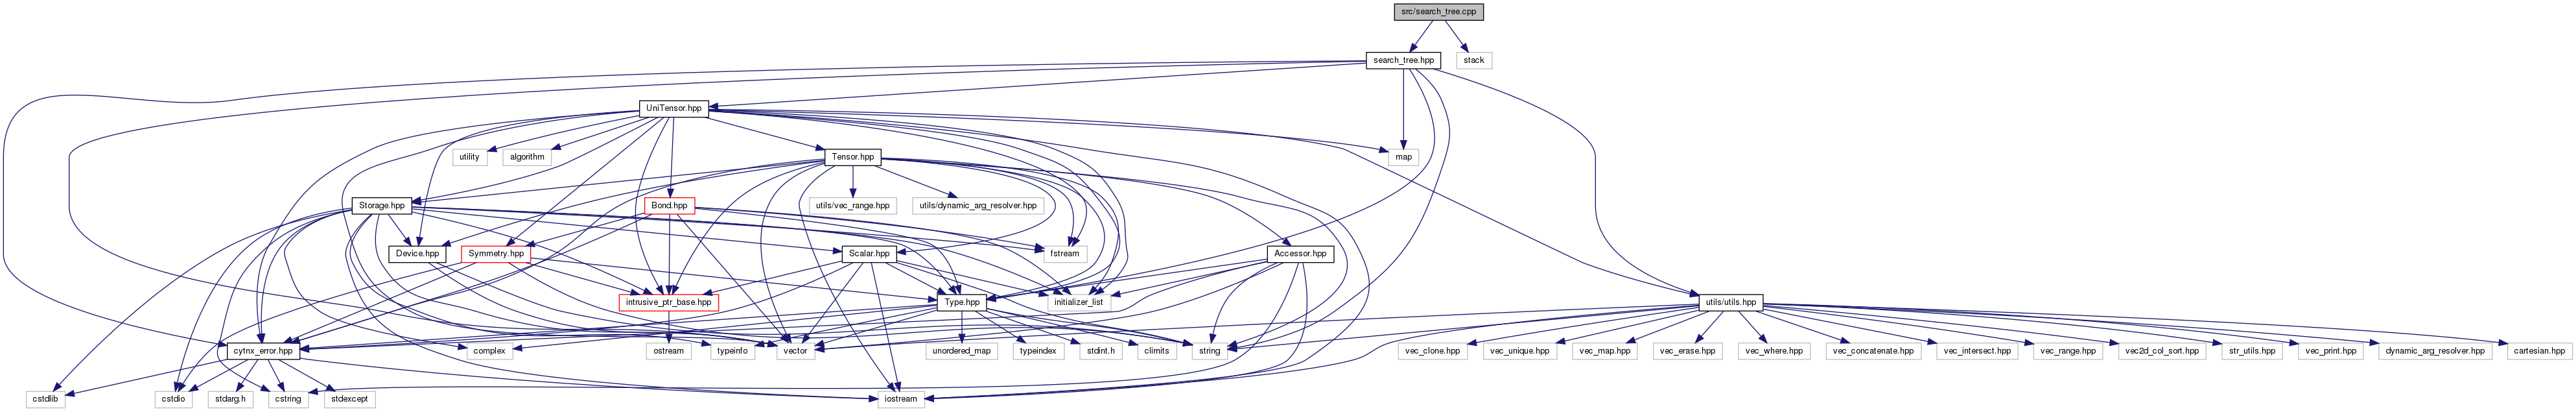 src/search_tree.cpp
search_tree.hpp
stack
UniTensor.hpp
utility
algorithm
Tensor.hpp
map
Storage.hpp
Bond.hpp
utils/vec_range.hpp
utils/dynamic_arg_resolver.hpp
Device.hpp
Symmetry.hpp
Scalar.hpp
fstream
Accessor.hpp
intrusive_ptr_base.hpp
Type.hpp
initializer_list
utils/utils.hpp
cytnx_error.hpp
complex
ostream
typeinfo
vector
unordered_map
typeindex
stdint.h
climits
string
vec_clone.hpp
vec_unique.hpp
vec_map.hpp
vec_erase.hpp
vec_where.hpp
vec_concatenate.hpp
vec_intersect.hpp
vec_range.hpp
vec2d_col_sort.hpp
str_utils.hpp
vec_print.hpp
dynamic_arg_resolver.hpp
cartesian.hpp
cstdlib
cstdio
stdarg.h
cstring
stdexcept
iostream